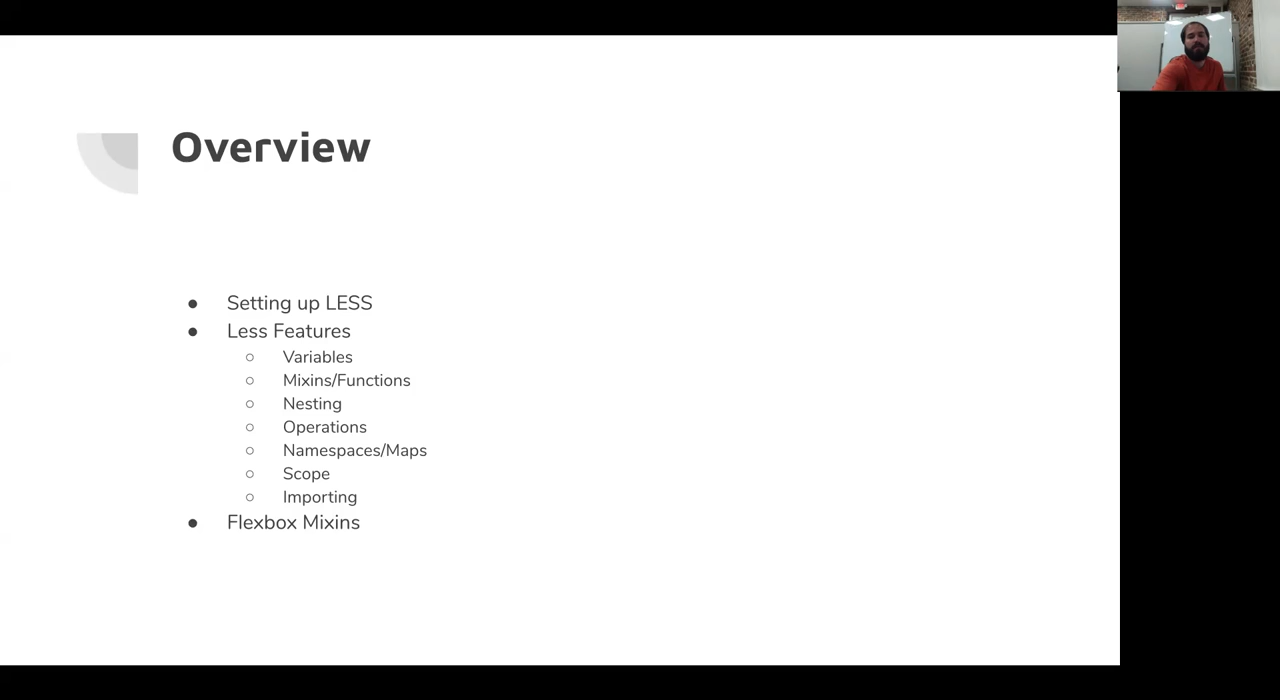 Overview
● Setting up LESS
● Less Features
○ Variables
○ Mixins/Functions
○ Nesting
○ Operations
○ Namespaces/Maps
○ Scope
○ Importing
● Flexbox Mixins